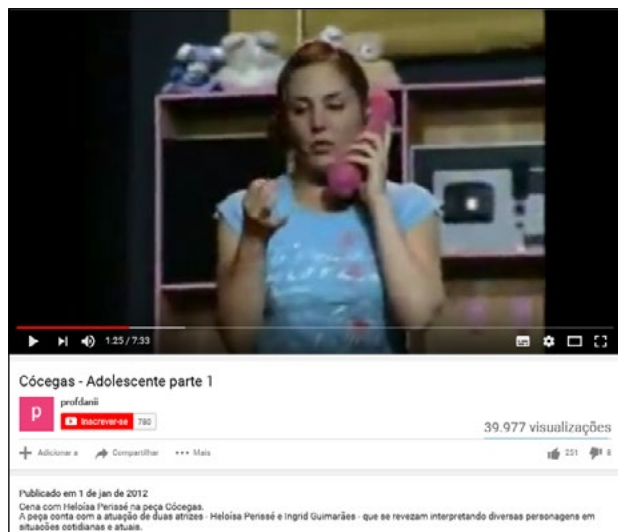 1:25 / 7:33
Cócegas - Adolescente parte 1
p
profdanii
Inscrever-se 780
39.977 visualizações
Adicionar a Compartilhar Mais
251 8
Publicado em 1 de jan de 2012
Cena com Heloísa Perissé na peça Cócegas.
A peça conta com a atuação de duas atrizes - Heloísa Perissé e Ingrid Guimarães - que se revezam interpretando diversas personagens em
situações cotidianas e atuais.